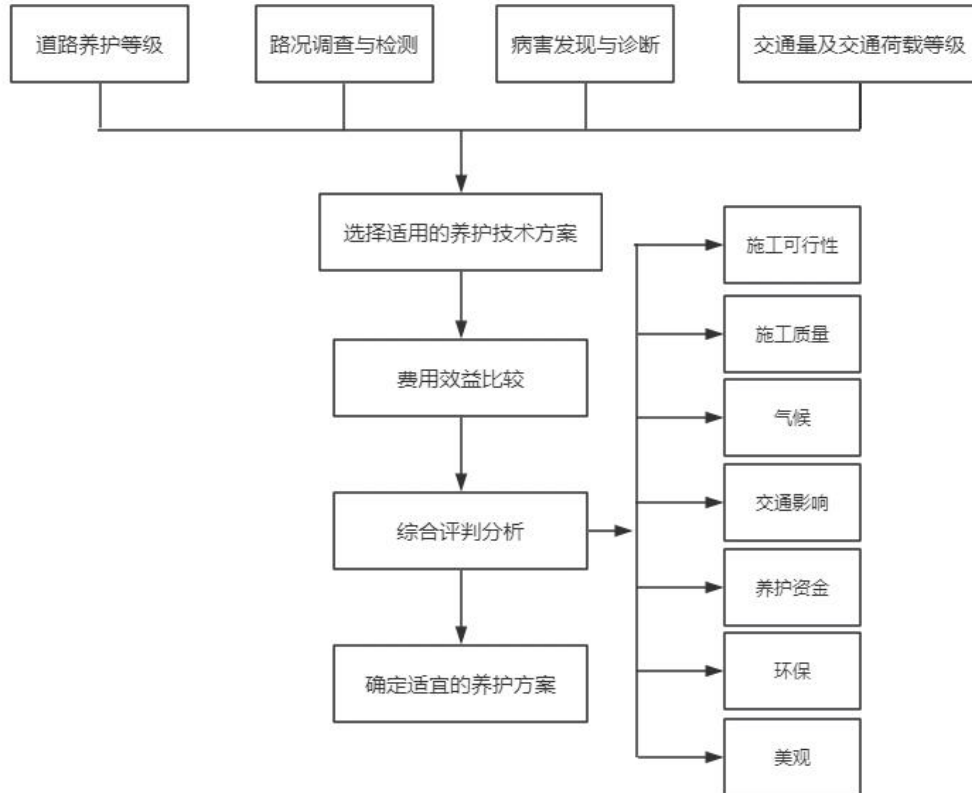 道路养护等级
路况调查与检测
病害发现与诊断
交通量及交通荷载等级
选择适用的养护技术方案
费用效益比较
综合评判分析
确定适宜的养护方案
施工可行性
施工质量
气候
交通影响
养护资金
环保
美观